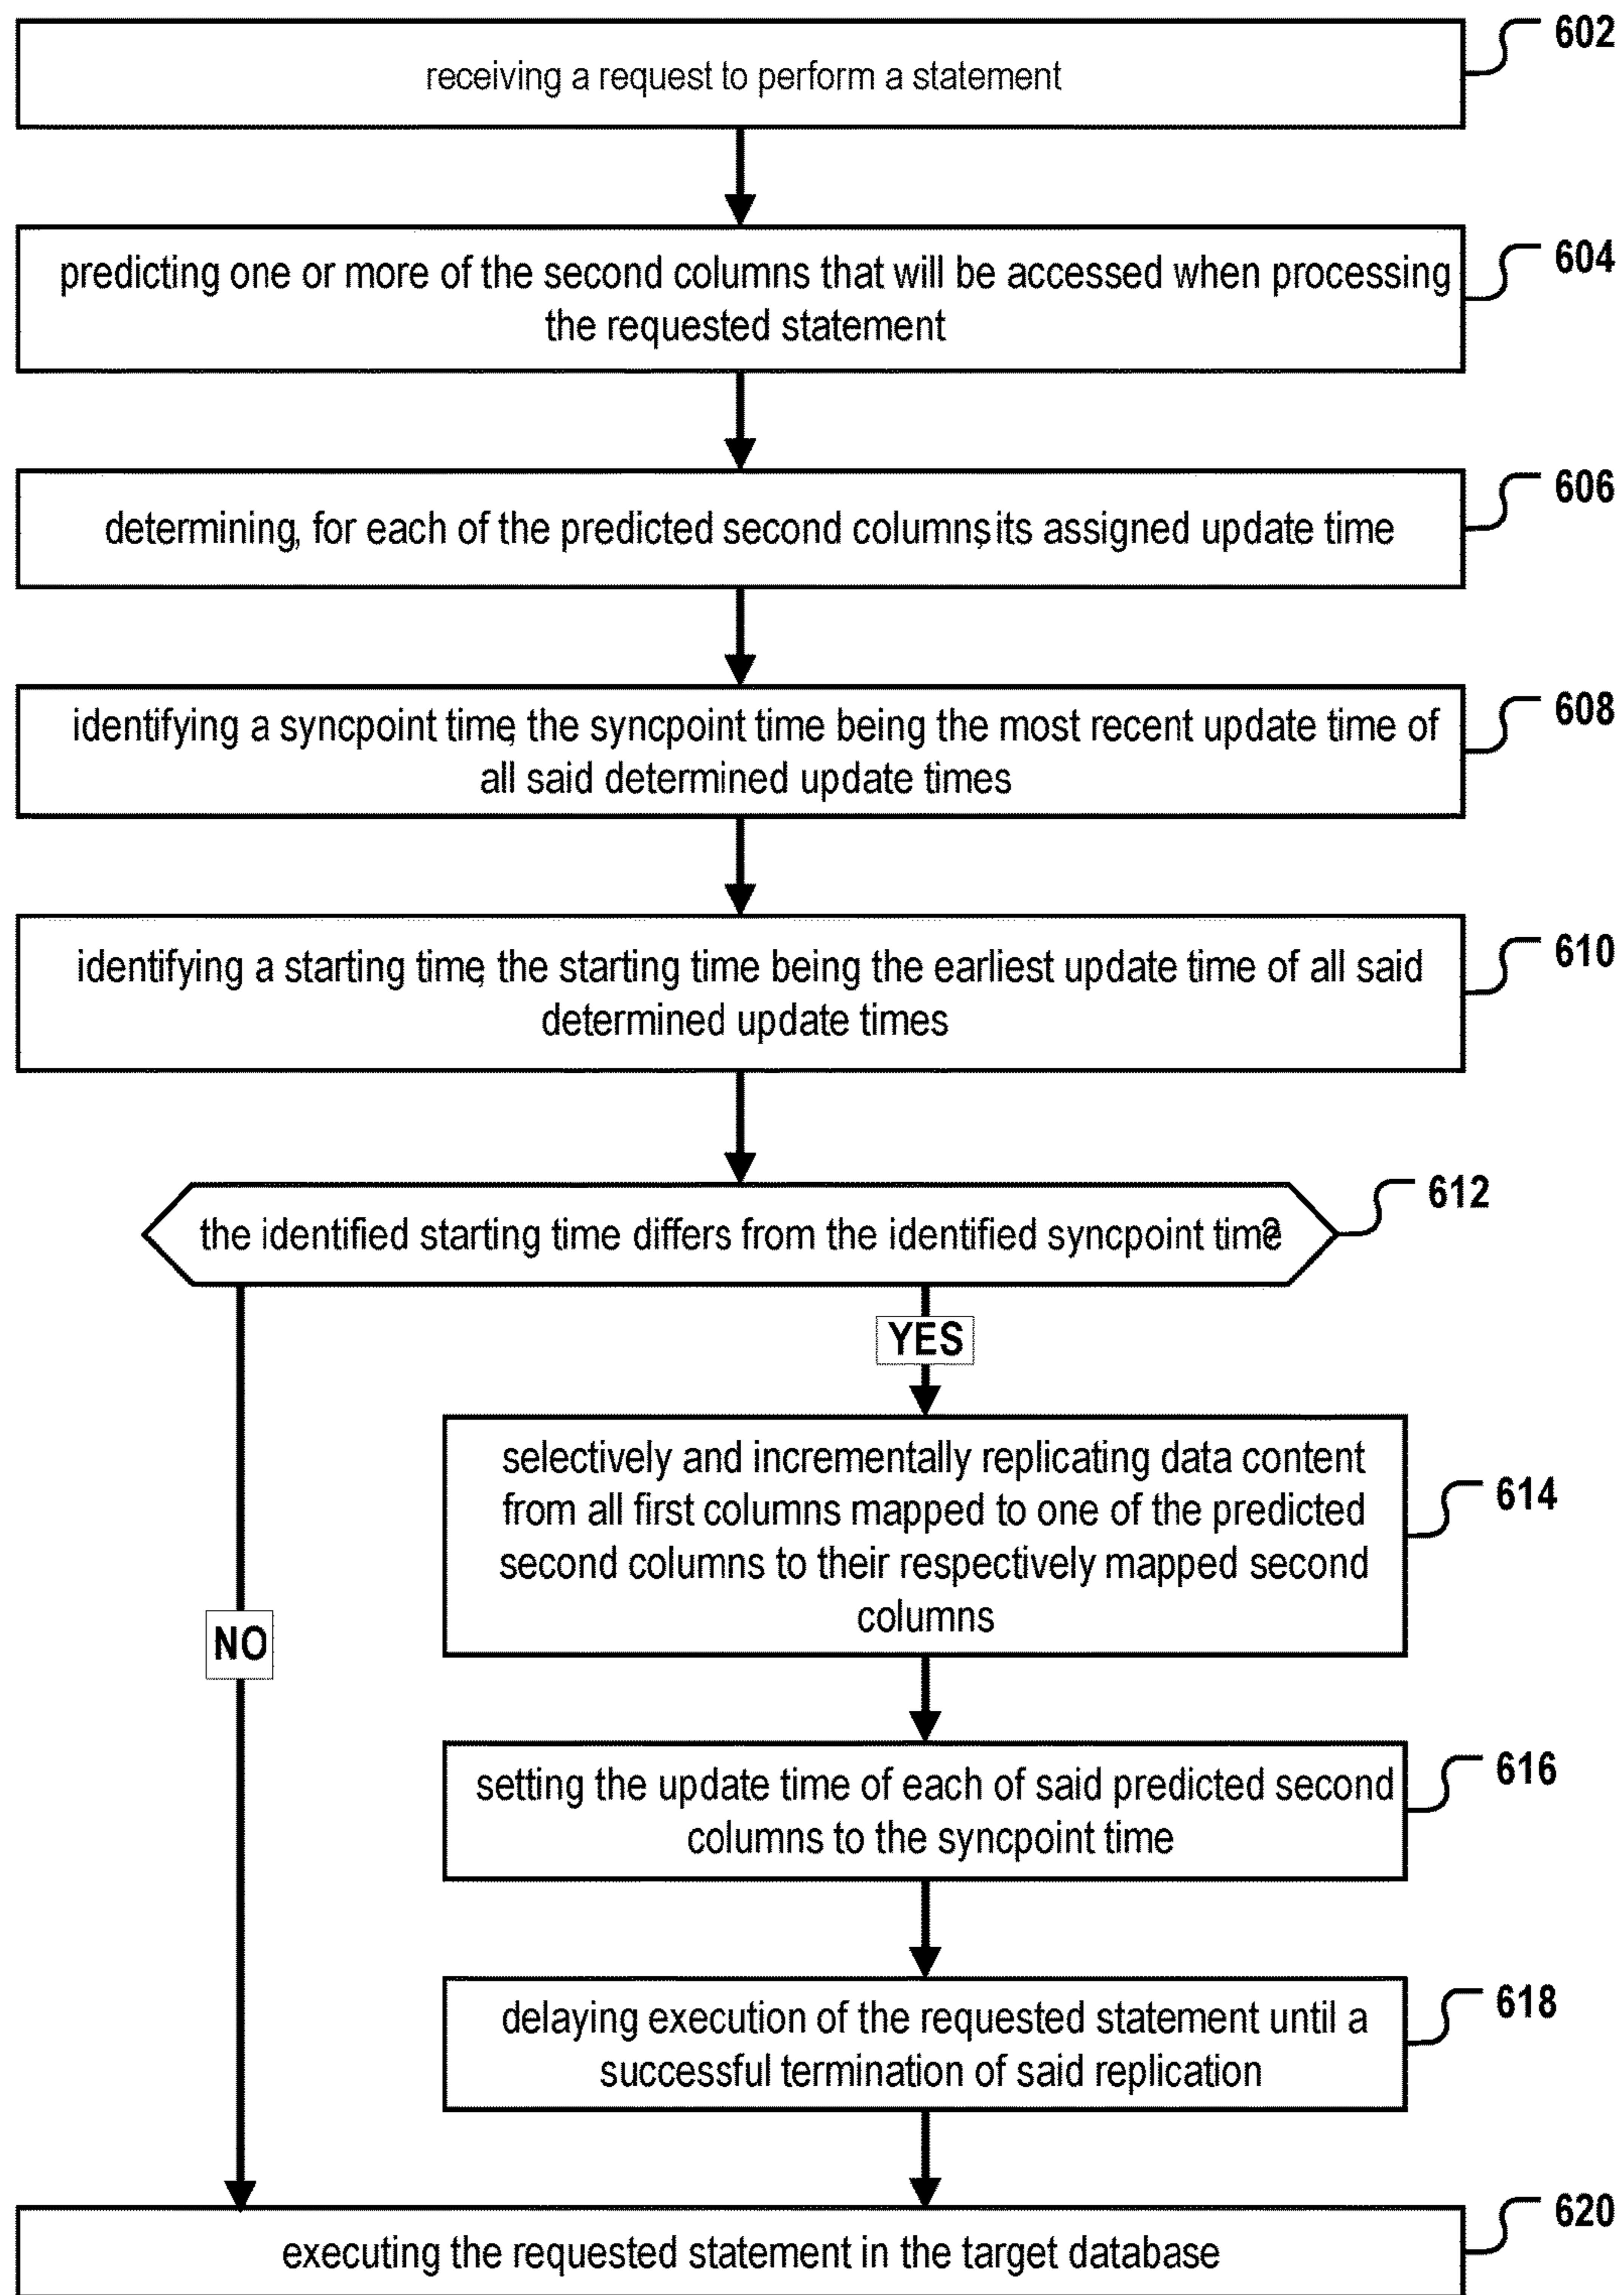 602
receiving a request to perform a statement
604
predicting one or more of the second columns that will be accessed when processing
the requested statement
606
determining, for each of the predicted second columns, its assigned update time
608
identifying a syncpoint time, the syncpoint time being the most recent update time of
all said determined update times
610
identifying a starting time, the starting time being the earliest update time of all said
determined update times
612
the identified starting time differs from the identified syncpoint time?
YES
selectively and incrementally replicating data content
614
from all first columns mapped to one of the predicted
second columns to their respectively mapped second
columns
NO
616
setting the update time of each of said predicted second
columns to the syncpoint time
618
delaying execution of the requested statement until a
successful termination of said replication
620
executing the requested statement in the target database